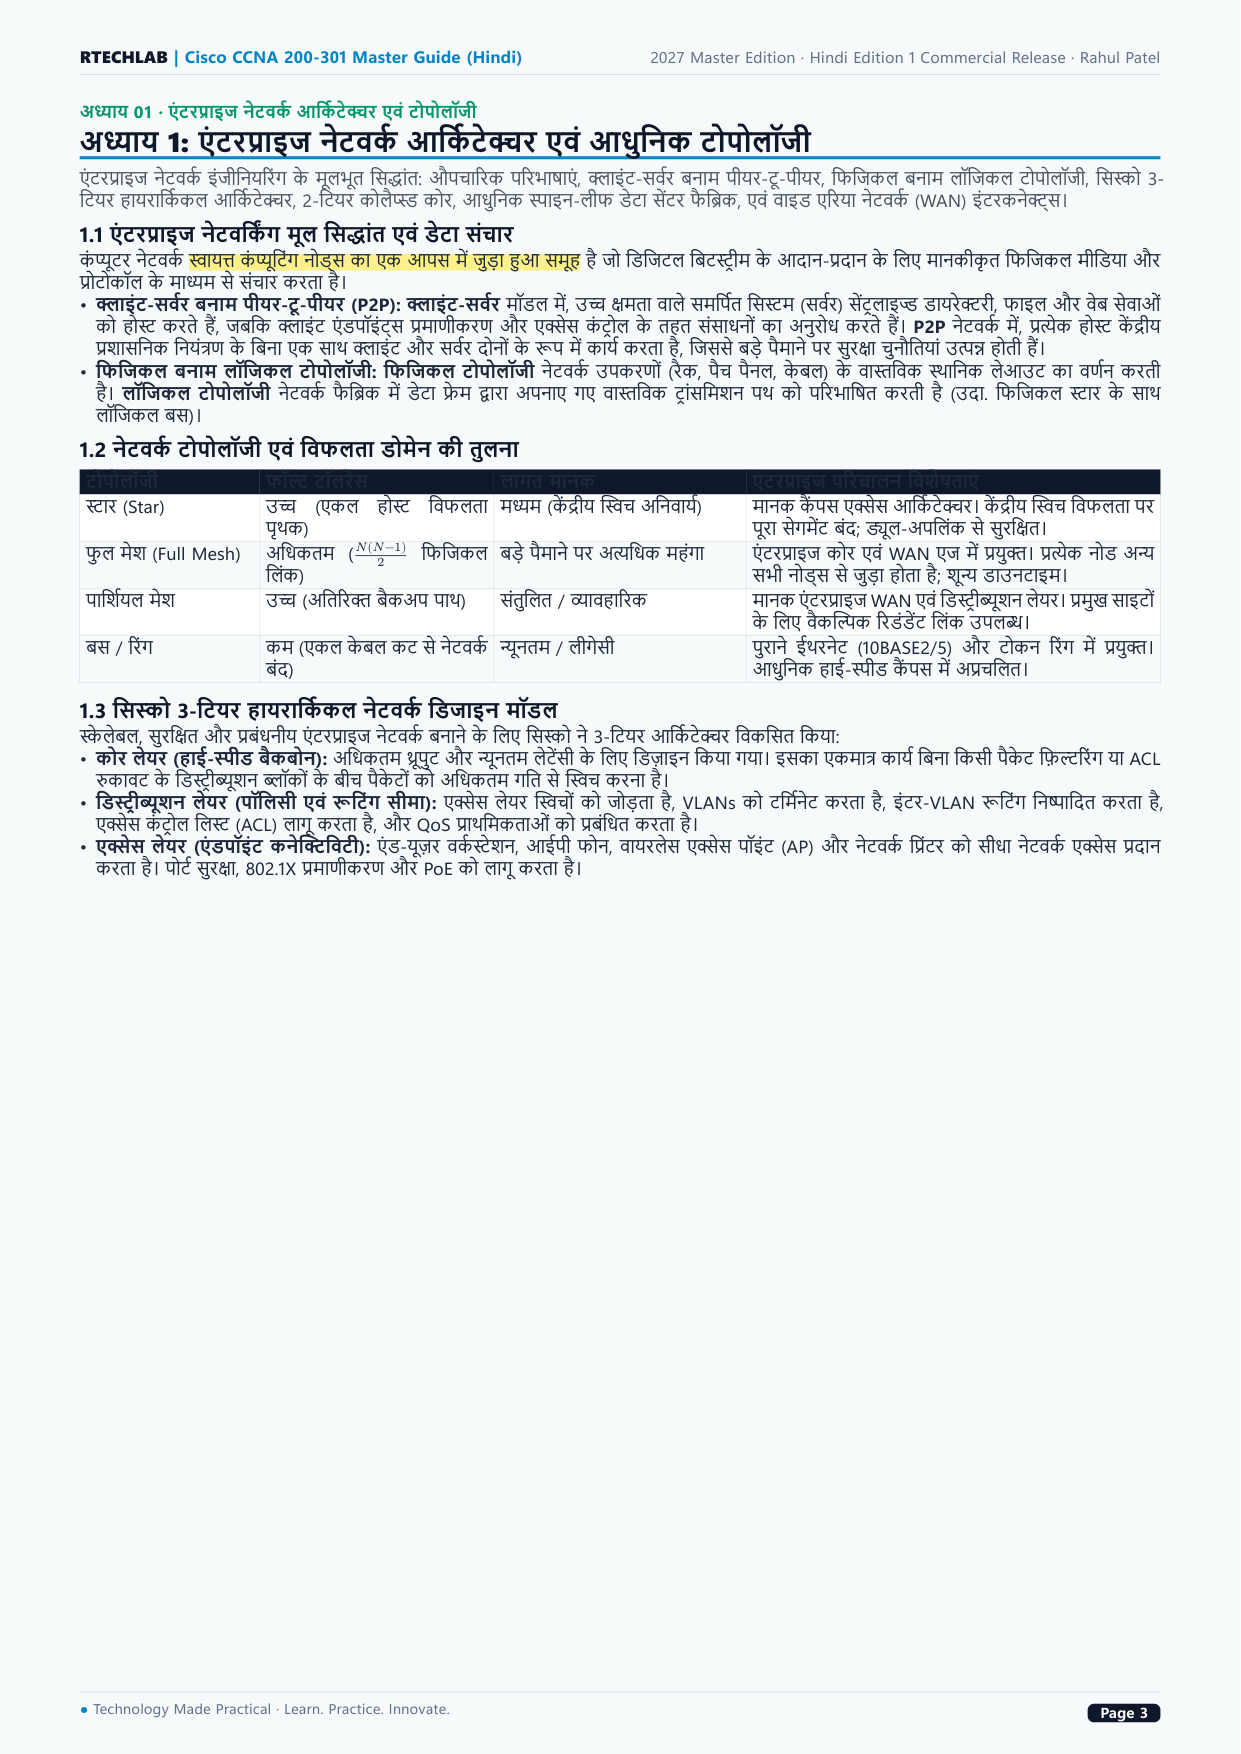 RTECHLAB | Cisco CCNA 200-301 Master Guide (Hindi)
2027 Master Edition · Hindi Edition 1 Commercial Release · Rahul Patel
अध्याय 01 · एंटरप्राइज नेटवर्क आर्किटेक्चर एवं टोपोलॉजी
अध्याय 1: एंटरप्राइज नेटवर्क आर्किटेक्चर एवं आधुनिक टोपोलॉजी
एंटरप्राइज नेटवर्क इंजीनियरिंग के मूलभूत सिद्धांत: औपचारिक परिभाषाएं, क्लाइंट-सर्वर बनाम पीयर-टू-पीयर, फिजिकल बनाम लॉजिकल टोपोलॉजी, सिस्को 3-
टियर हायरार्किकल आर्किटेक्चर, 2-टियर कोलैप्स्ड कोर, आधुनिक स्पाइन-लीफ डेटा सेंटर फैब्रिक, एवं वाइड एरिया नेटवर्क (WAN) इंटरकनेक्ट्स।
1.1 एंटरप्राइज नेटवर्किंग मूल सिद्धांत एवं डेटा संचार
कंप्यूटर नेटवर्क स्वायत्त कंप्यूटिंग नोड्स का एक आपस में जुड़ा हुआ समूह है जो डिजिटल बिटस्ट्रीम के आदान-प्रदान के लिए मानकीकृत फिजिकल मीडिया और
प्रोटोकॉल के माध्यम से संचार करता है।
• क्लाइंट-सर्वर बनाम पीयर-टू-पीयर (P2P): क्लाइंट-सर्वर मॉडल में, उच्च क्षमता वाले समर्पित सिस्टम (सर्वर) सेंट्रलाइज्ड डायरेक्टरी, फाइल और वेब सेवाओं
को होस्ट करते हैं, जबकि क्लाइंट एंडपॉइंट्स प्रमाणीकरण और एक्सेस कंट्रोल के तहत संसाधनों का अनुरोध करते हैं। P2P नेटवर्क में, प्रत्येक होस्ट केंद्रीय
प्रशासनिक नियंत्रण के बिना एक साथ क्लाइंट और सर्वर दोनों के रूप में कार्य करता है, जिससे बड़े पैमाने पर सुरक्षा चुनौतियां उत्पन्न होती हैं।
• फिजिकल बनाम लॉजिकल टोपोलॉजी: फिजिकल टोपोलॉजी नेटवर्क उपकरणों (रैक, पैच पैनल, केबल) के वास्तविक स्थानिक लेआउट का वर्णन करती
है। लॉजिकल टोपोलॉजी नेटवर्क फैब्रिक में डेटा फ्रेम द्वारा अपनाए गए वास्तविक ट्रांसमिशन पथ को परिभाषित करती है (उदा. फिजिकल स्टार के साथ
लॉजिकल बस)।
1.2 नेटवर्क टोपोलॉजी एवं विफलता डोमेन की तुलना
टोपोलॉजी फॉल्ट टॉलरेंस लागत मानक एंटरप्राइज परिचालन विशेषताएं
स्टार (Star) उच्च (एकल होस्ट विफलता मध्यम (केंद्रीय स्विच अनिवार्य) मानक कैंपस एक्सेस आर्किटेक्चर। केंद्रीय स्विच विफलता पर
पृथक) पूरा सेगमेंट बंद; ड्यूल-अपलिंक से सुरक्षित।
फुल मेश (Full Mesh) अधिकतम (N(N−1)/2 फिजिकल बड़े पैमाने पर अत्यधिक महंगा एंटरप्राइज कोर एवं WAN एज में प्रयुक्त। प्रत्येक नोड अन्य
लिंक) सभी नोड्स से जुड़ा होता है; शून्य डाउनटाइम।
पार्शियल मेश उच्च (अतिरिक्त बैकअप पाथ) संतुलित / व्यावहारिक मानक एंटरप्राइज WAN एवं डिस्ट्रीब्यूशन लेयर। प्रमुख साइटों
के लिए वैकल्पिक रिडंडेंट लिंक उपलब्ध।
बस / रिंग कम (एकल केबल कट से नेटवर्क न्यूनतम / लीगेसी पुराने ईथरनेट (10BASE2/5) और टोकन रिंग में प्रयुक्त।
बंद) आधुनिक हाई-स्पीड कैंपस में अप्रचलित।
1.3 सिस्को 3-टियर हायरार्किकल नेटवर्क डिजाइन मॉडल
स्केलेबल, सुरक्षित और प्रबंधनीय एंटरप्राइज नेटवर्क बनाने के लिए सिस्को ने 3-टियर आर्किटेक्चर विकसित किया:
• कोर लेयर (हाई-स्पीड बैकबोन): अधिकतम थ्रूपुट और न्यूनतम लेटेंसी के लिए डिज़ाइन किया गया। इसका एकमात्र कार्य बिना किसी पैकेट फ़िल्टरिंग या ACL
रुकावट के डिस्ट्रीब्यूशन ब्लॉकों के बीच पैकेटों को अधिकतम गति से स्विच करना है।
• डिस्ट्रीब्यूशन लेयर (पॉलिसी एवं रूटिंग सीमा): एक्सेस लेयर स्विचों को जोड़ता है, VLANs को टर्मिनेट करता है, इंटर-VLAN रूटिंग निष्पादित करता है,
एक्सेस कंट्रोल लिस्ट (ACL) लागू करता है, और QoS प्राथमिकताओं को प्रबंधित करता है।
• एक्सेस लेयर (एंडपॉइंट कनेक्टिविटी): एंड-यूज़र वर्कस्टेशन, आईपी फोन, वायरलेस एक्सेस पॉइंट (AP) और नेटवर्क प्रिंटर को सीधा नेटवर्क एक्सेस प्रदान
करता है। पोर्ट सुरक्षा, 802.1X प्रमाणीकरण और PoE को लागू करता है।
● Technology Made Practical · Learn. Practice. Innovate.
Page 3